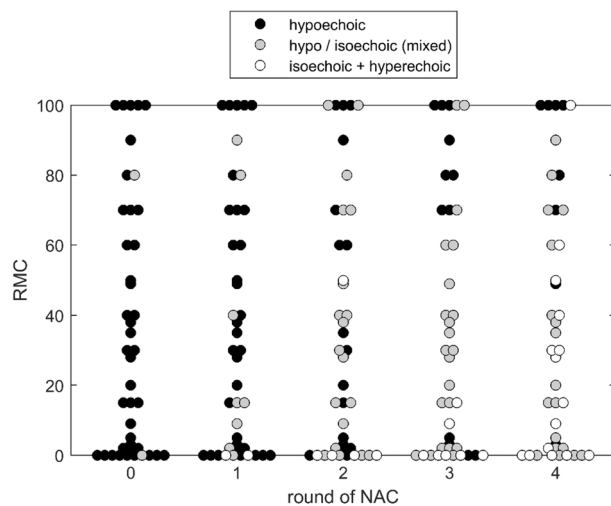 hypoechoic
hypo / isoechoic (mixed)
isoechoic + hyperechoic
100
80
60
40
20
0
RMC
0 1 2 3 4
round of NAC